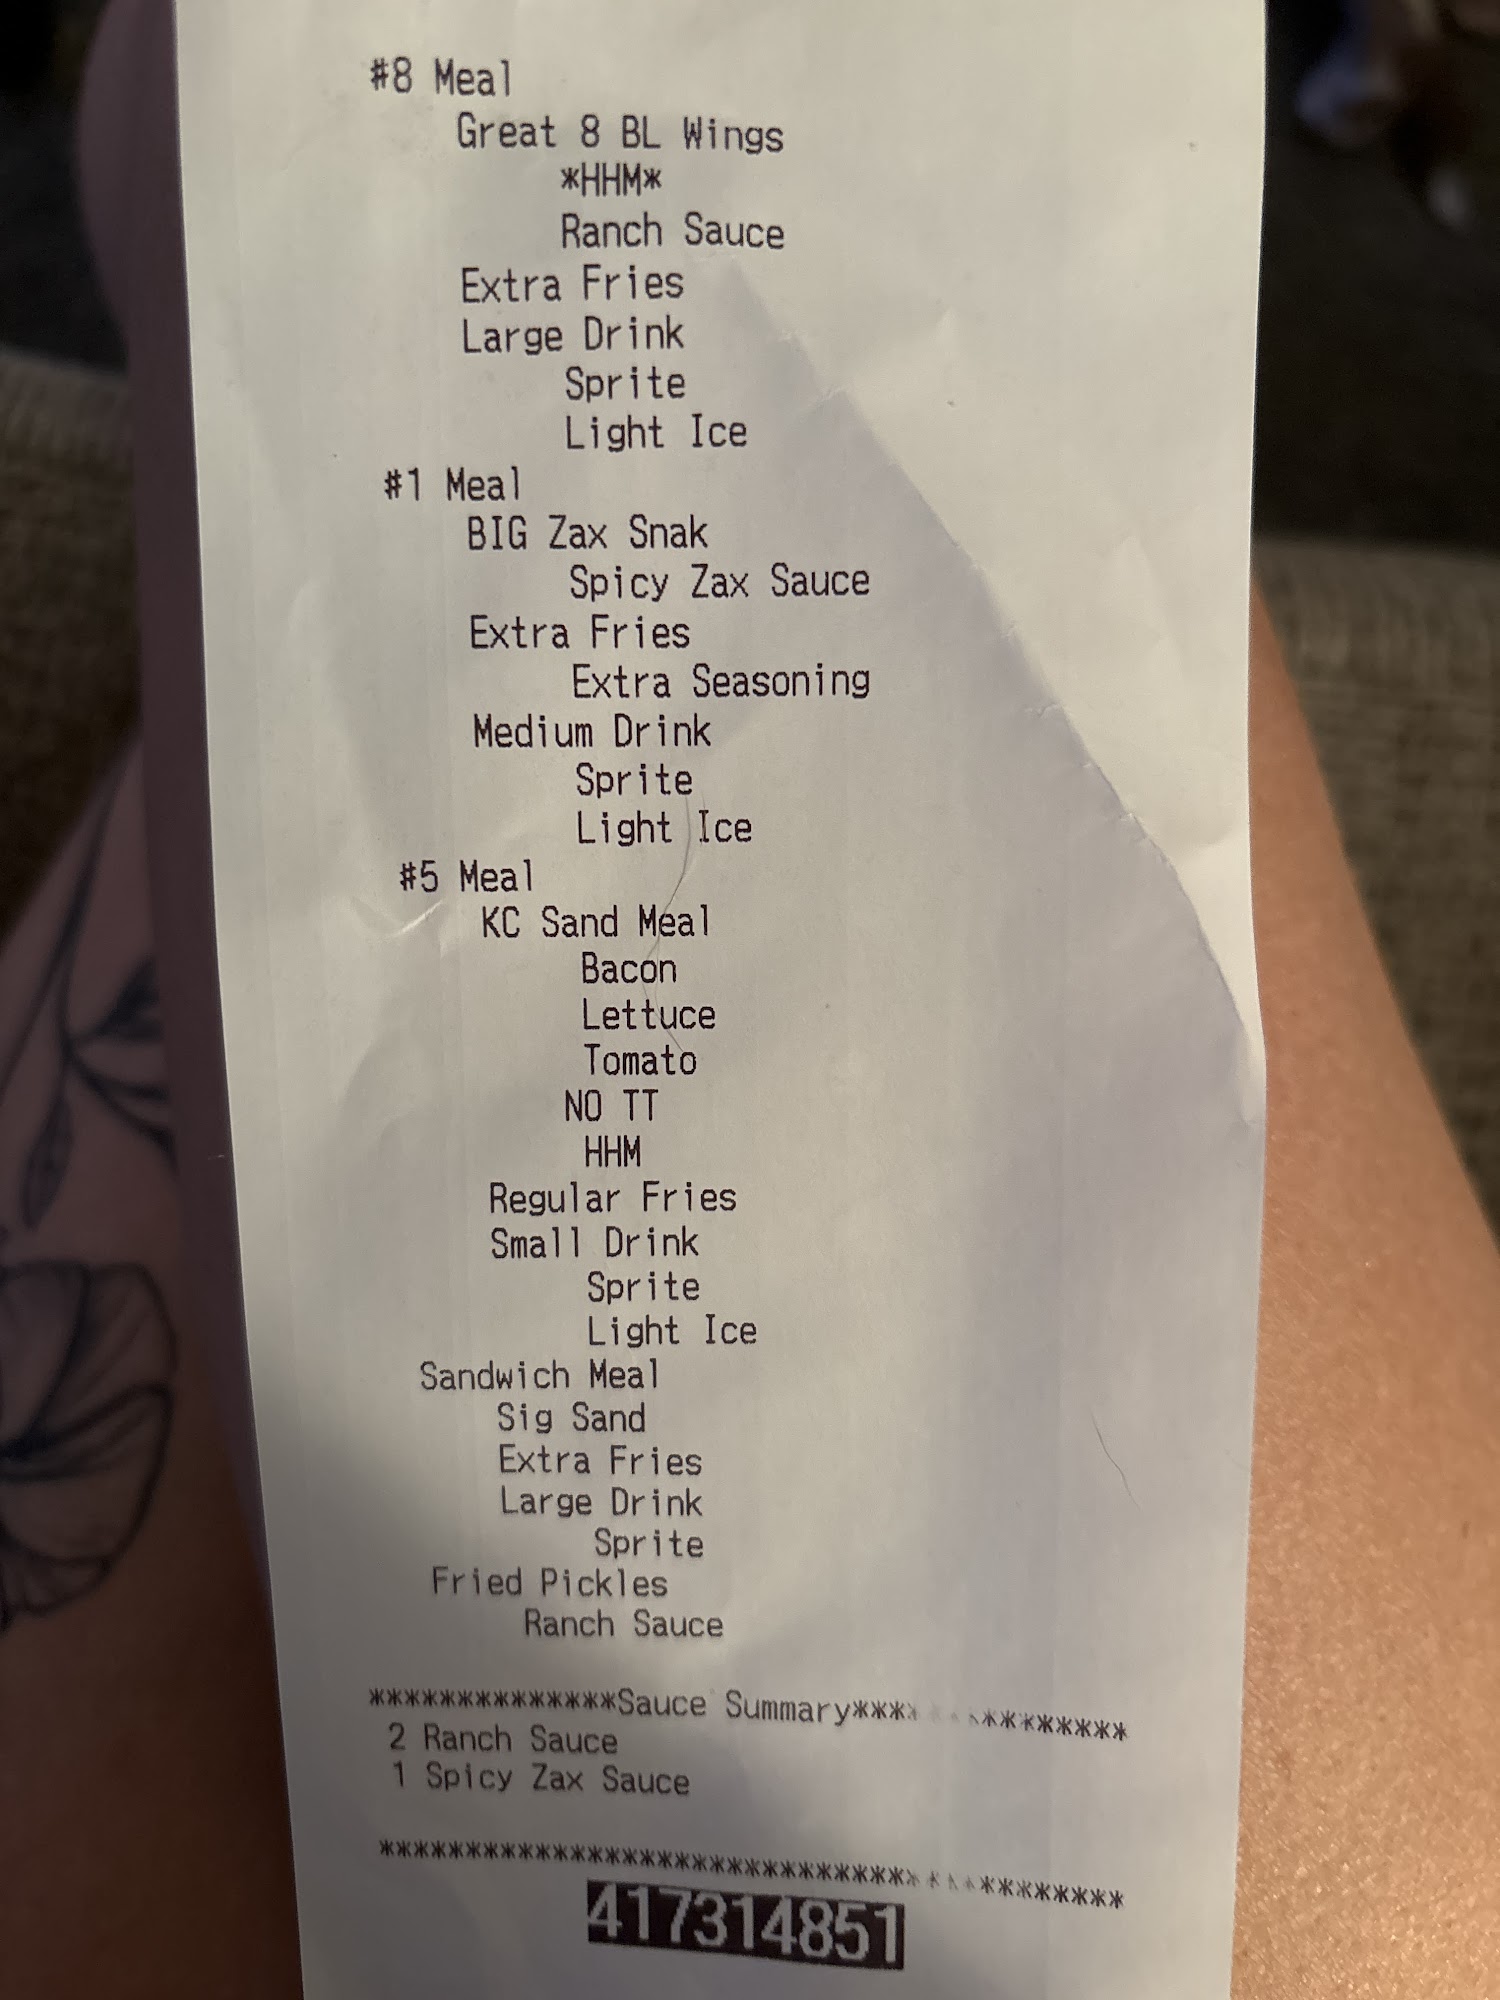 #8 Meal
Great 8 BL Wings
*HHM*
Ranch Sauce
Extra Fries
Large Drink
Sprite
Light Ice
#1 Meal
BIG Zax Snak
Spicy Zax Sauce
Extra Fries
Extra Seasoning
Medium Drink
Sprite
Light Ice
#5 Meal
KC Sand Meal
Bacon
Lettuce
Tomato
NO TT
HHM
Regular Fries
Small Drink
Sprite
Light Ice
Sandwich Meal
Sig Sand
Extra Fries
Large Drink
Sprite
Fried Pickles
Ranch Sauce
**************Sauce Summary***************
2 Ranch Sauce
1 Spicy Zax Sauce
******************************************
417314851